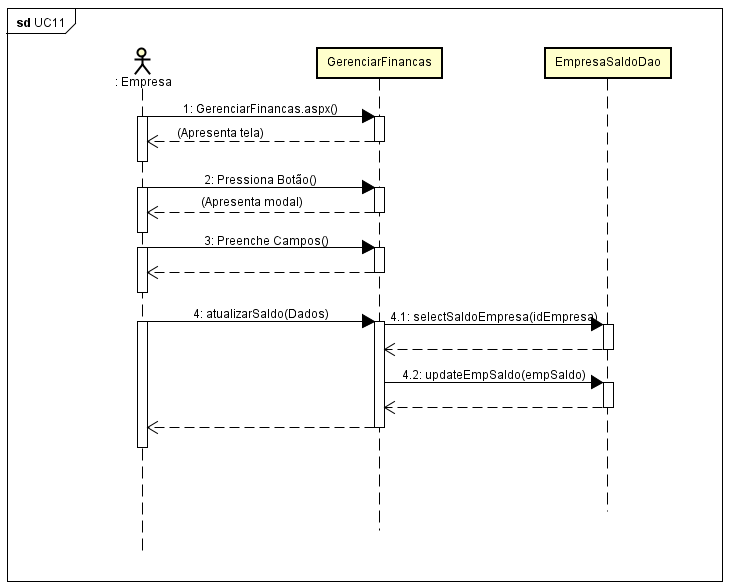 sd UC11
: Empresa
GerenciarFinancas
EmpresaSaldoDao
1: GerenciarFinancas.aspx()
(Apresenta tela)
2: Pressiona Botão()
(Apresenta modal)
3: Preenche Campos()
4: atualizarSaldo(Dados)
4.1: selectSaldoEmpresa(idEmpresa)
4.2: updateEmpSaldo(empSaldo)